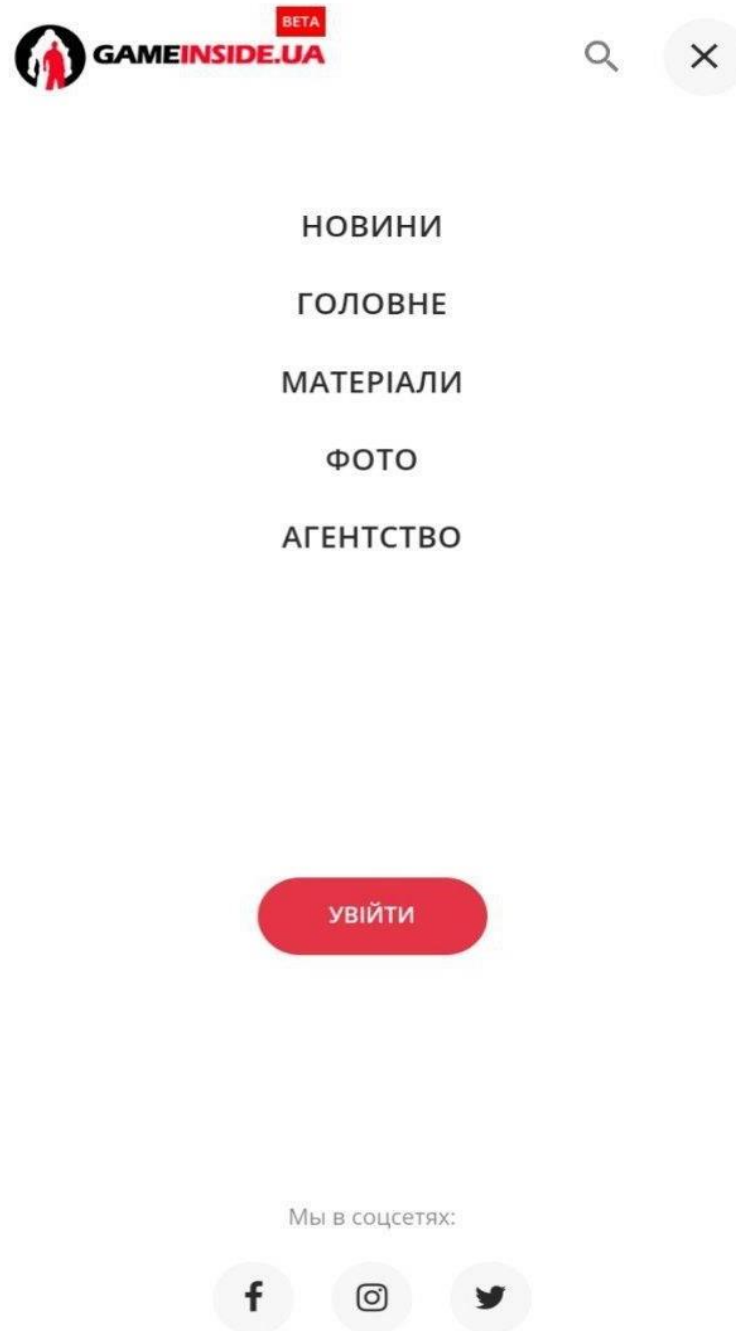 BETA
GAMEINSIDE.UA
НОВИНИ
ГОЛОВНЕ
МАТЕРІАЛИ
ФОТО
АГЕНТСТВО
УВІЙТИ
Мы в соцсетях: